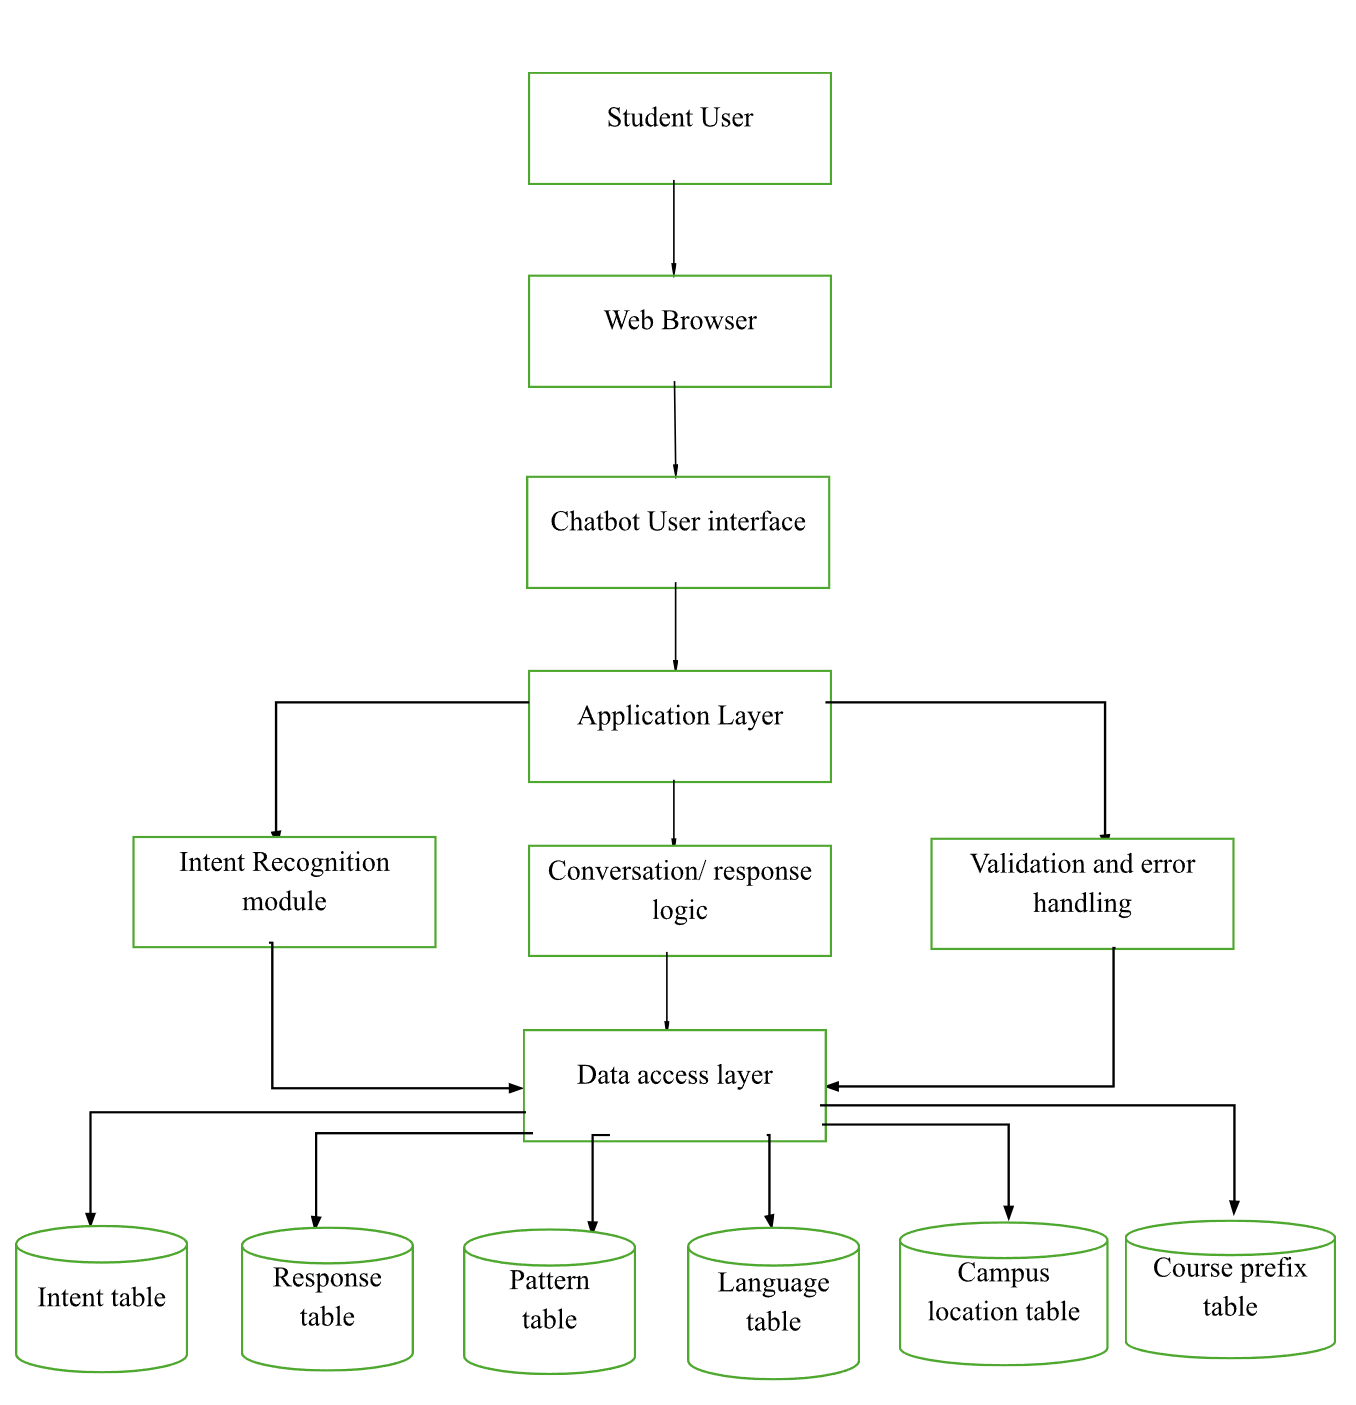 Student User
Web Browser
Chatbot User interface
Application Layer
Intent Recognition
module
Conversation/ response
logic
Validation and error
handling
Data access layer
Intent table
Response
table
Pattern
table
Language
table
Campus
location table
Course prefix
table